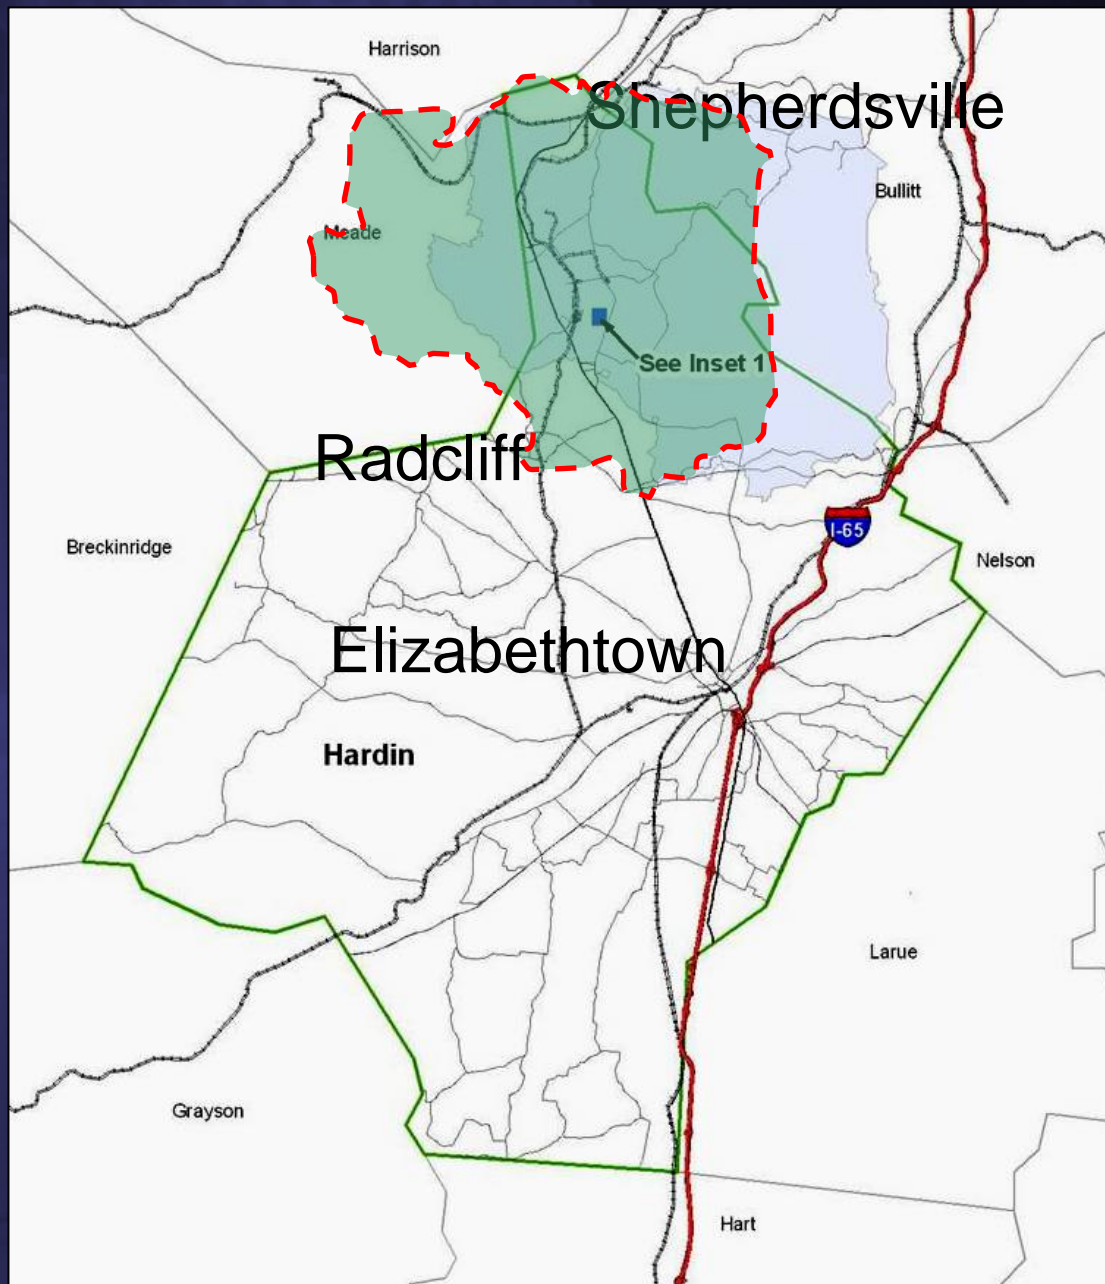 Harrison
Shepherdsville
Bullitt
Meade
See Inset 1
Radcliff
I-65
Breckinridge
Nelson
Elizabethtown
Hardin
Larue
Grayson
Hart